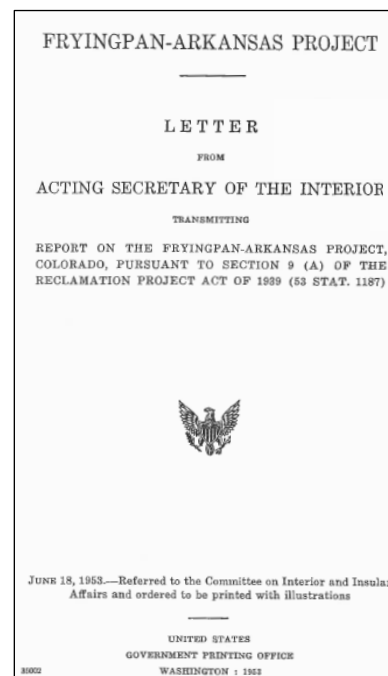 FRYINGPAN-ARKANSAS PROJECT
LETTER
FROM
ACTING SECRETARY OF THE INTERIOR
TRANSMITTING
REPORT ON THE FRYINGPAN-ARKANSAS PROJECT,
COLORADO, PURSUANT TO SECTION 9 (A) OF THE
RECLAMATION PROJECT ACT OF 1939 (53 STAT. 1187)
JUNE 18, 1953.—Referred to the Committee on Interior and Insular
Affairs and ordered to be printed with illustrations
UNITED STATES
GOVERNMENT PRINTING OFFICE
WASHINGTON : 1953